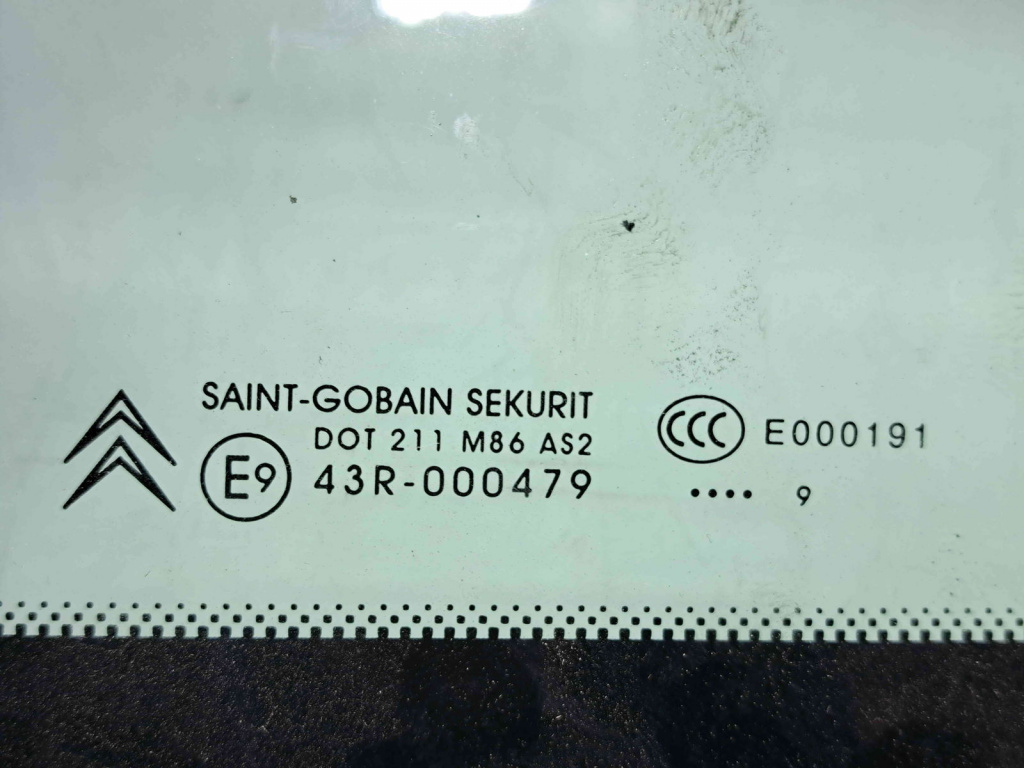 SAINT-GOBAIN SEKURIT
DOT 211 M86 AS2
E9 43R-000479
CCC E000191
.... 9